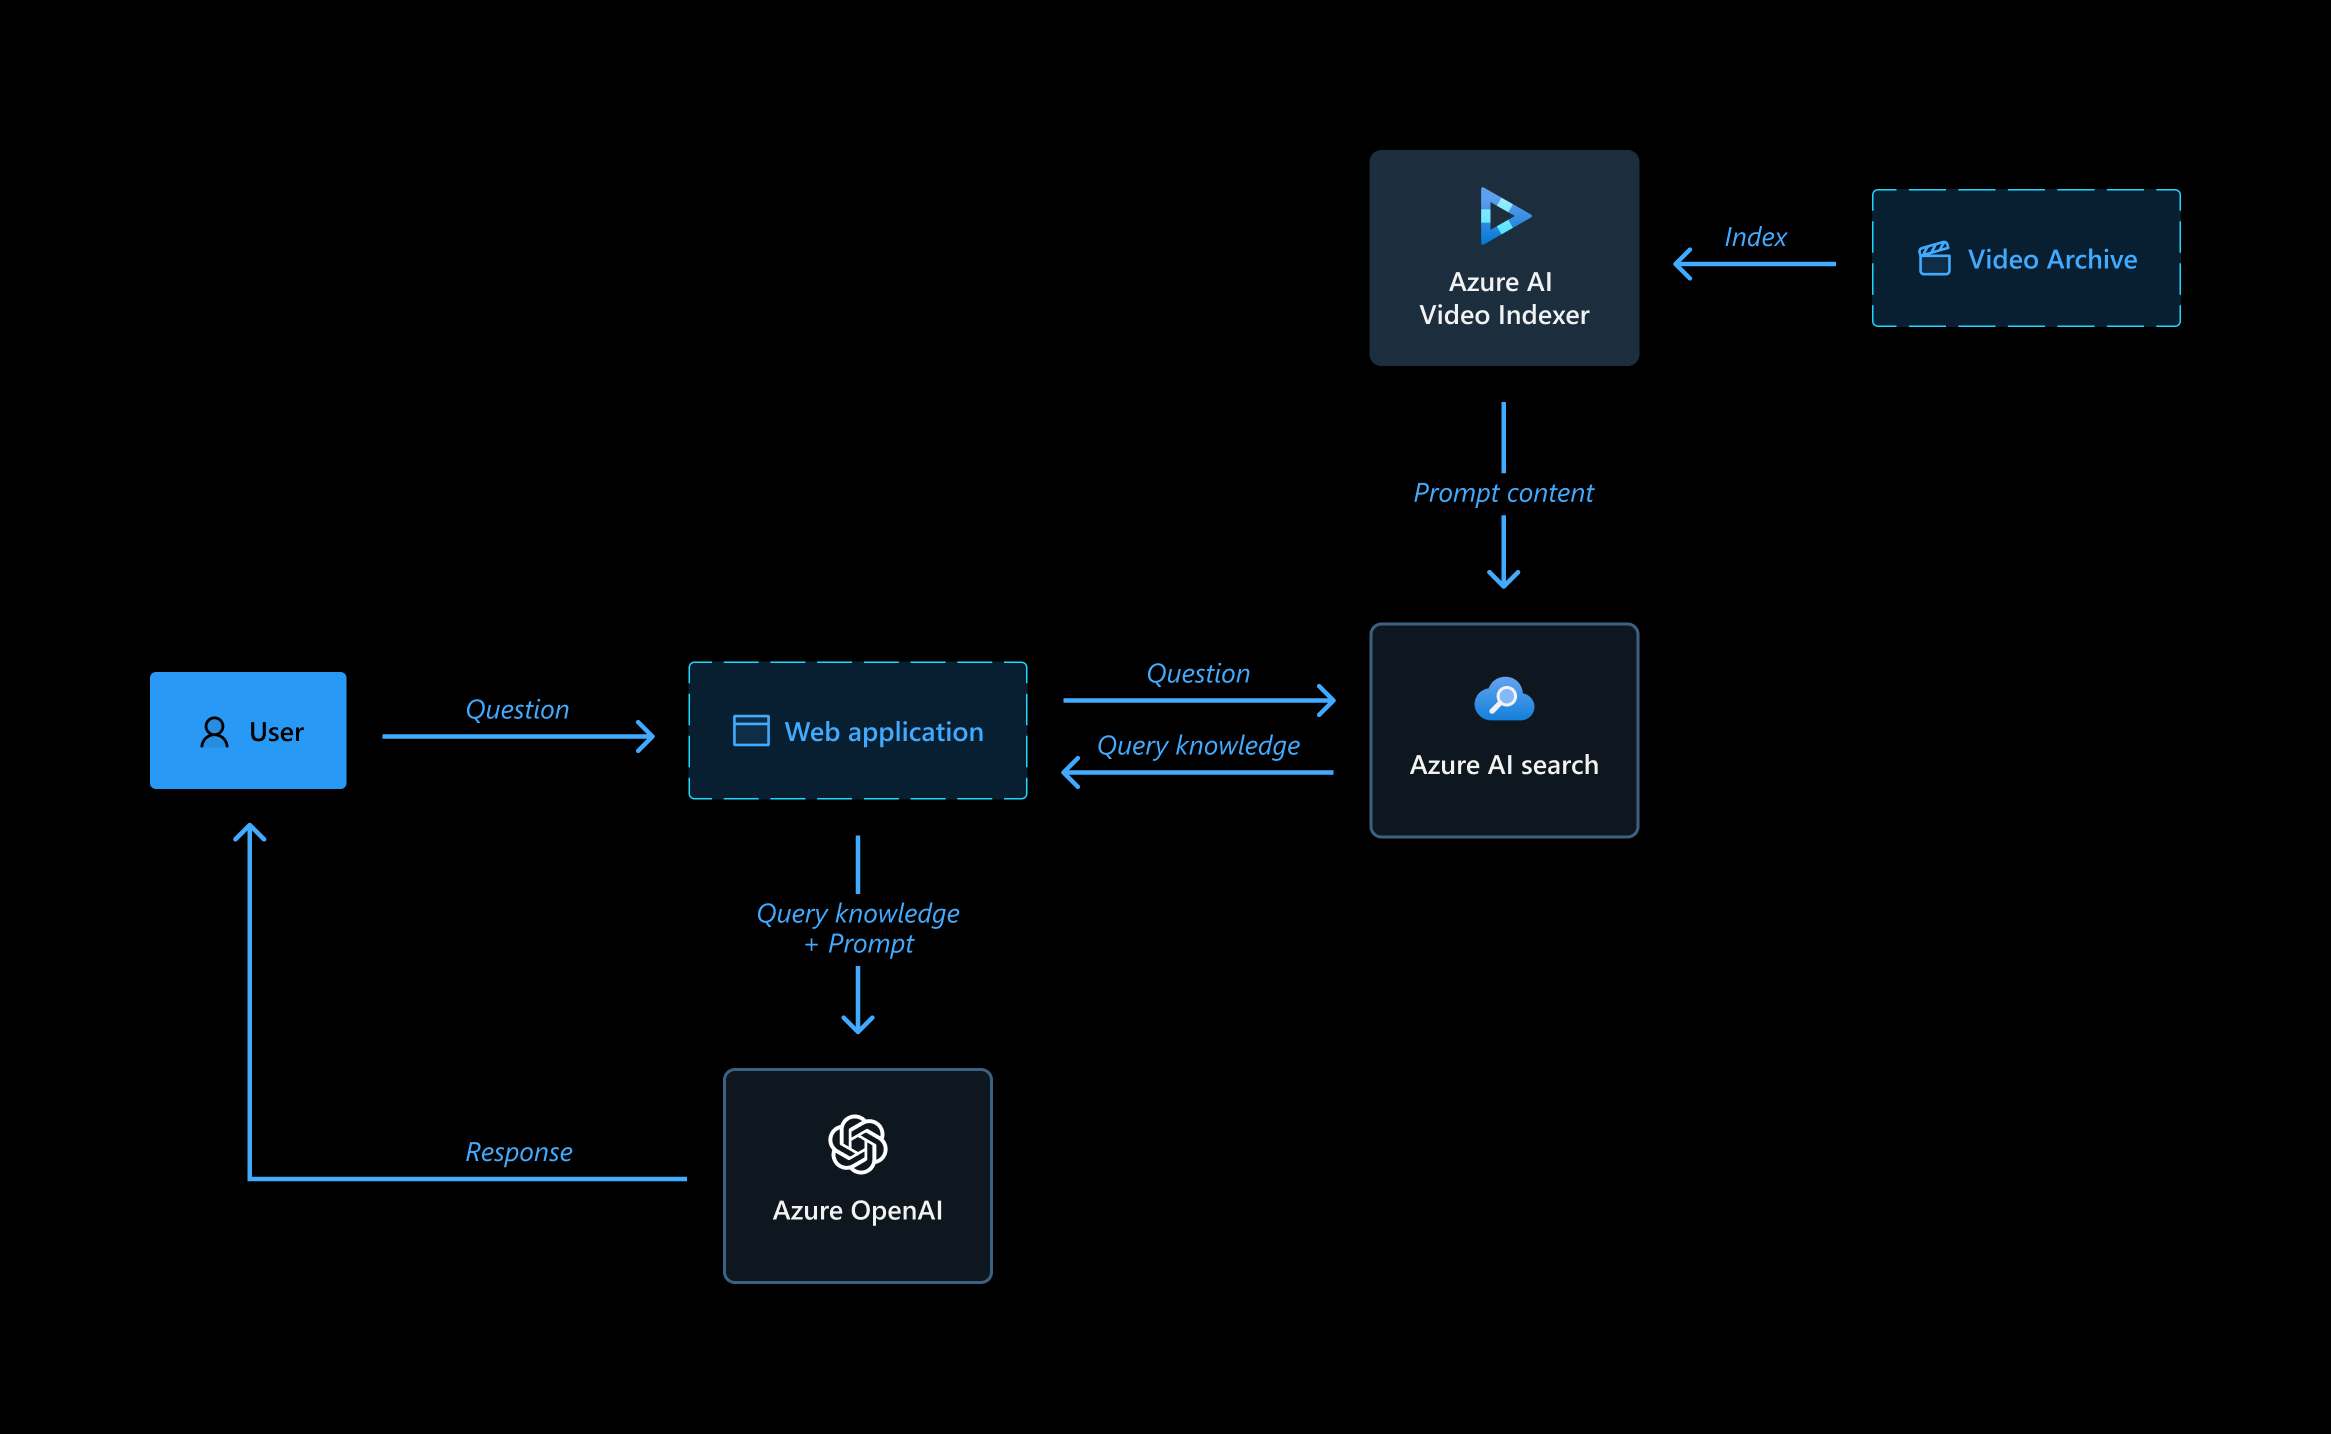 Azure AI
Video Indexer
Index
Video Archive
Prompt content
User
Question
Web application
Question
Query knowledge
Azure AI search
Query knowledge
+ Prompt
Response
Azure OpenAI